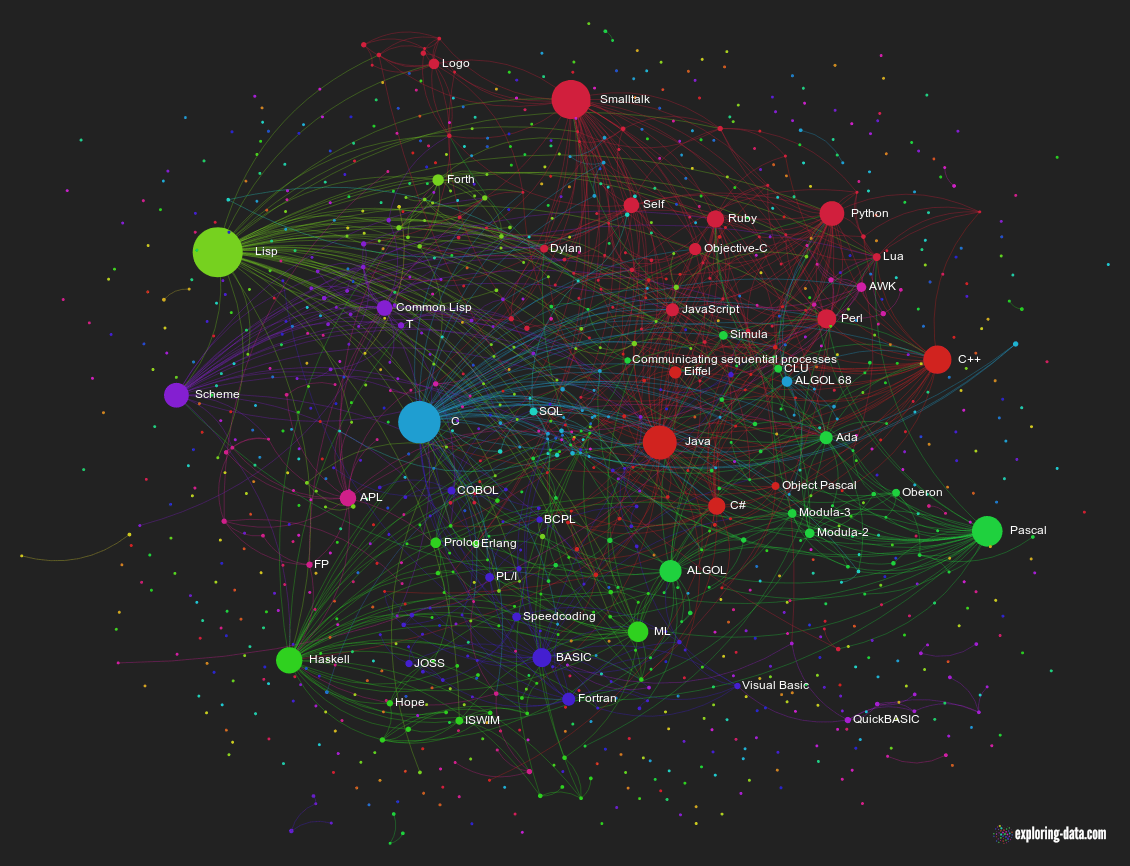 Logo
Smalltalk
Forth
Self
Ruby
Python
Lisp
Dylan
Objective-C
Lua
AWK
Common Lisp
T
JavaScript
Perl
Simula
Communicating sequential processes
C++
Eiffel
CLU
ALGOL 68
Scheme
SQL
C
Java
Ada
COBOL
APL
Object Pascal
Oberon
C#
Modula-3
BCPL
Modula-2
Pascal
Prolog
Erlang
FP
PL/I
ALGOL
Speedcoding
ML
Haskell
JOSS
BASIC
Visual Basic
Hope
Fortran
ISWIM
QuickBASIC
exploring-data.com